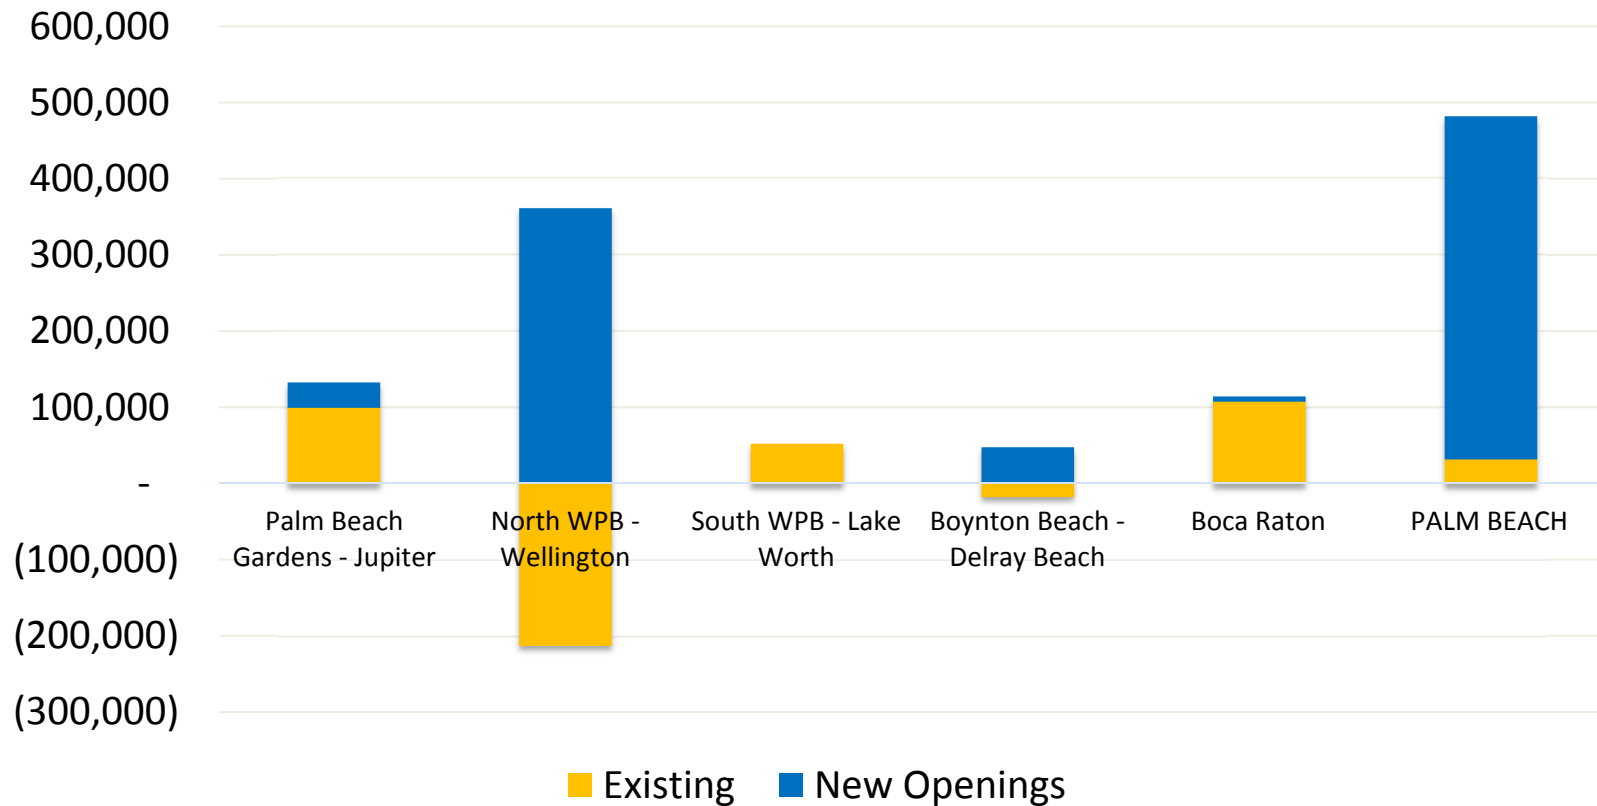 600,000
500,000
400,000
300,000
200,000
100,000
-
(100,000)
(200,000)
(300,000)
Palm Beach
Gardens - Jupiter
North WPB -
Wellington
South WPB - Lake
Worth
Boynton Beach -
Delray Beach
Boca Raton
PALM BEACH
Existing
New Openings